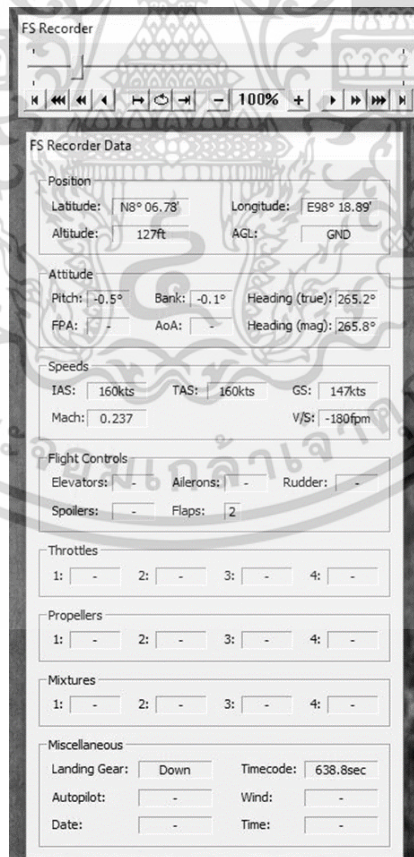 FS Recorder
100%
FS Recorder Data
Position
Latitude: N8° 06.78' Longitude: E98° 18.89'
Altitude: 127ft AGL: GND
Attitude
Pitch: -0.5° Bank: -0.1° Heading (true): 265.2°
FPA: - AoA: - Heading (mag): 265.8°
Speeds
IAS: 160kts TAS: 160kts GS: 147kts
Mach: 0.237 V/S: -180fpm
Flight Controls
Elevators: - Ailerons: - Rudder: -
Spoilers: - Flaps: 2
Throttles
1: - 2: - 3: - 4: -
Propellers
1: - 2: - 3: - 4: -
Mixtures
1: - 2: - 3: - 4: -
Miscellaneous
Landing Gear: Down Timecode: 638.8sec
Autopilot: - Wind: -
Date: - Time: -